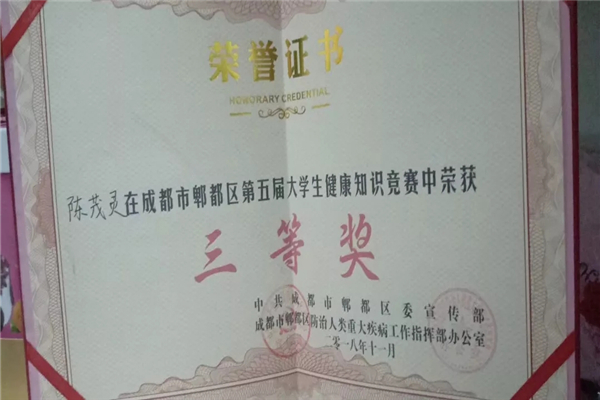 荣誉证书
HONORARY CREDENTIAL
陈茂灵在成都市郫都区第五届大学生健康知识竞赛中荣获
三等奖
中共成都市郫都区委宣传部
成都市郫都区防治人类重大疾病工作指挥部办公室
二零一八年十一月